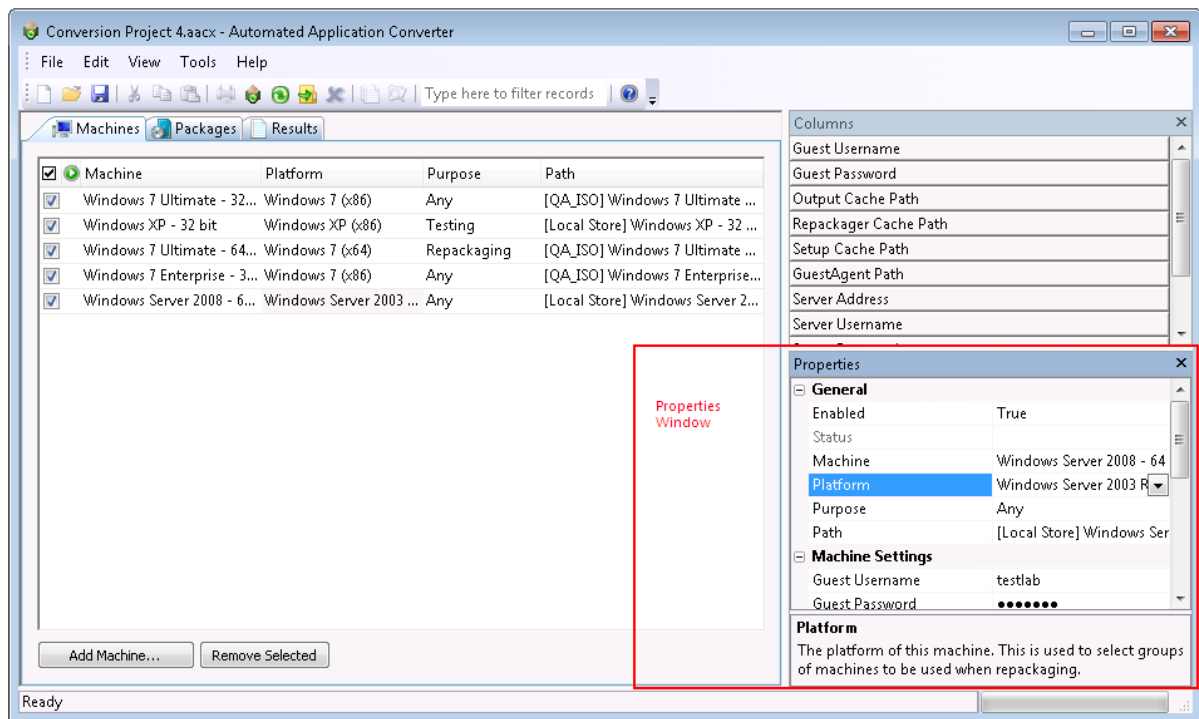 Conversion Project 4.aacx - Automated Application Converter
File Edit View Tools Help
Type here to filter records
Machines Packages Results
Machine Platform Purpose Path
Windows 7 Ultimate - 32... Windows 7 (x86) Any [QA_ISO] Windows 7 Ultimate ...
Windows XP - 32 bit Windows XP (x86) Testing [Local Store] Windows XP - 32 ...
Windows 7 Ultimate - 64... Windows 7 (x64) Repackaging [QA_ISO] Windows 7 Ultimate ...
Windows 7 Enterprise - 3... Windows 7 (x86) Any [QA_ISO] Windows 7 Enterprise...
Windows Server 2008 - 6... Windows Server 2003 ... Any [Local Store] Windows Server 2...
Add Machine... Remove Selected
Columns
Guest Username
Guest Password
Output Cache Path
Repackager Cache Path
Setup Cache Path
GuestAgent Path
Server Address
Server Username
Properties
Window
Properties
General
Enabled True
Status
Machine Windows Server 2008 - 64
Platform Windows Server 2003 R
Purpose Any
Path [Local Store] Windows Ser
Machine Settings
Guest Username testlab
Guest Password ●●●●●●●
Platform
The platform of this machine. This is used to select groups
of machines to be used when repackaging.
Ready